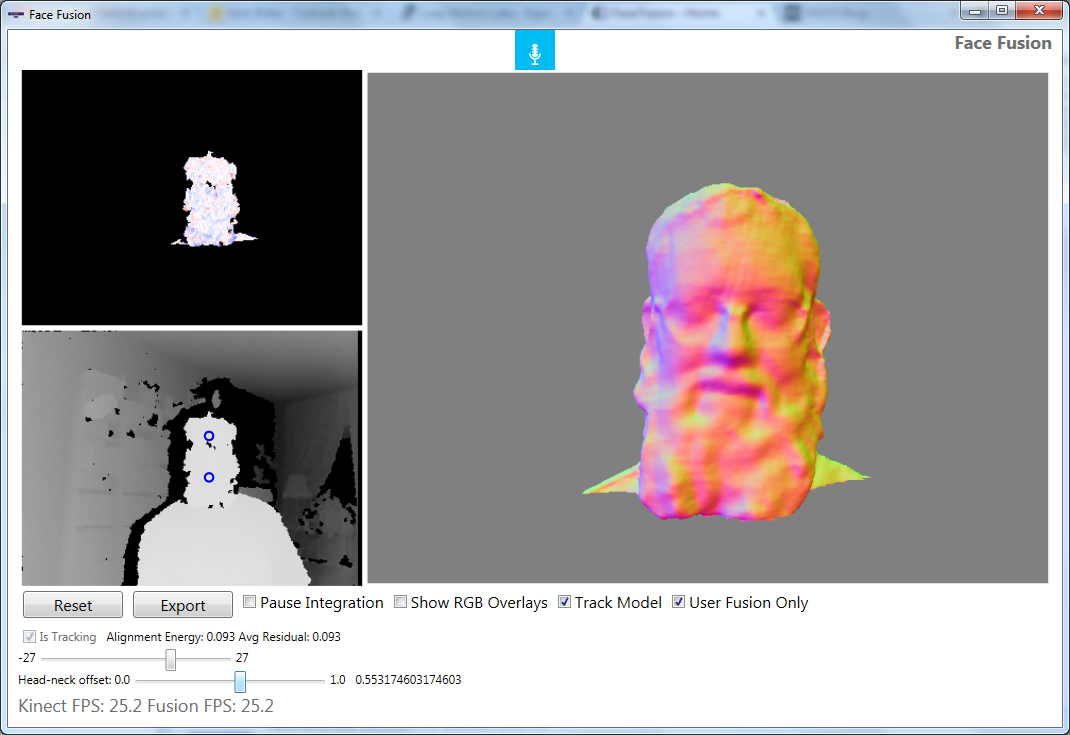 Face Fusion
Face Fusion
Reset
Export
Pause Integration
Show RGB Overlays
Track Model
User Fusion Only
Is Tracking
Alignment Energy: 0.093 Avg Residual: 0.093
-27
27
Head-neck offset: 0.0
1.0
0.553174603174603
Kinect FPS: 25.2 Fusion FPS: 25.2